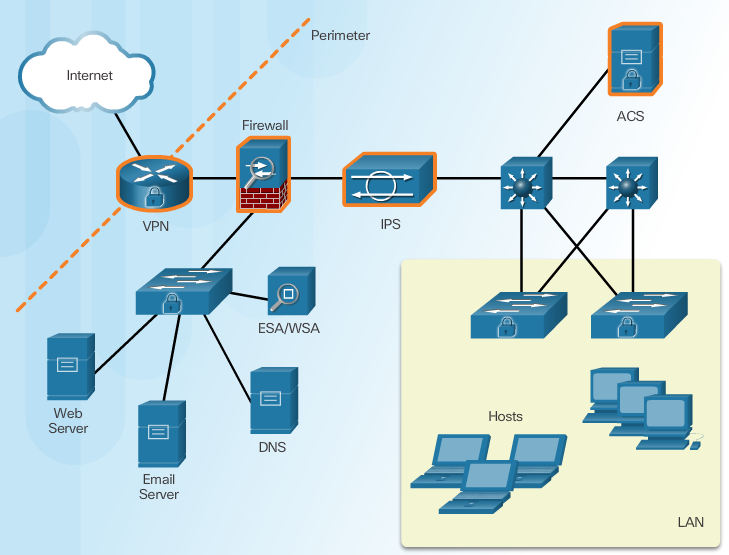 Perimeter
Internet
ACS
Firewall
VPN
IPS
ESA/WSA
Web
Server
Hosts
DNS
Email
Server
LAN